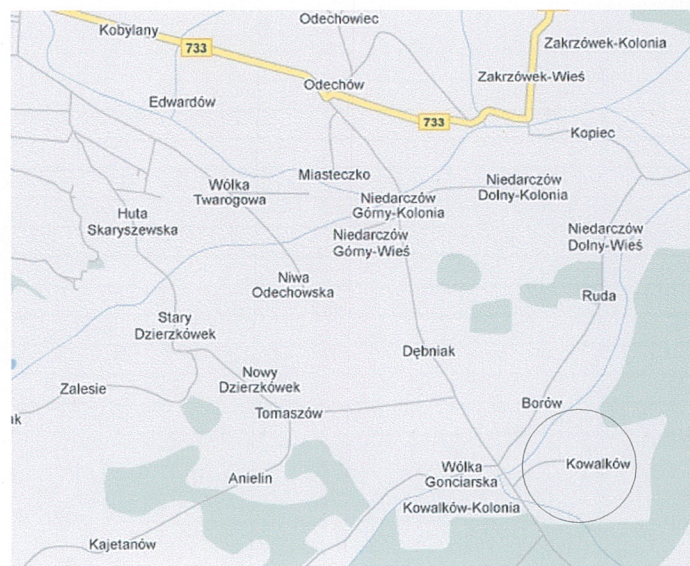 Odechowiec
Kobylany
733
Zakrzówek-Kolonia
Zakrzówek-Wieś
Odechów
Edwardów
733
Kopiec
Miasteczko
Wólka
Twarogowa
Niedarczów
Dolny-Kolonia
Niedarczów
Górny-Kolonia
Huta
Skaryszewska
Niedarczów
Górny-Wieś
Niedarczów
Dolny-Wieś
Niwa
Odechowska
Ruda
Stary
Dzierzkówek
Dębniak
Nowy
Dzierzkówek
Zalesie
Tomaszów
Borów
ak
Wólka
Gonciarska
Kowalków
Anielin
Kowalków-Kolonia
Kajetanów